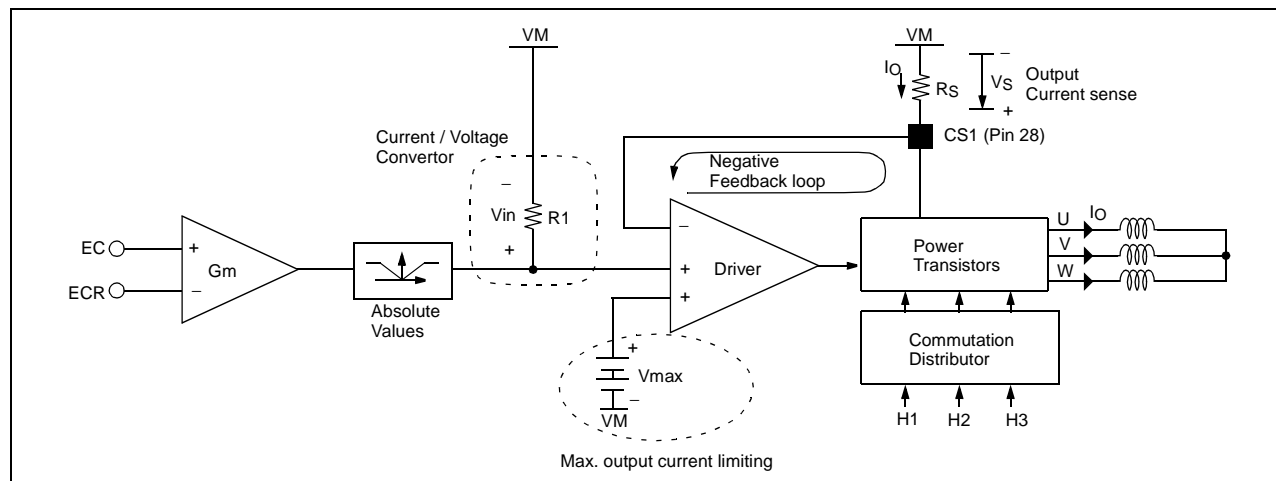 VM
VM
IO
RS
−
VS
+
Output
Current sense
CS1 (Pin 28)
Current / Voltage
Convertor
−
Vin
+
R1
Negative
Feedback loop
EC
ECR
+
−
Gm
Absolute
Values
−
+
+
Driver
Power
Transistors
U
V
W
IO
Commutation
Distributor
H1
H2
H3
+
Vmax
−
VM
Max. output current limiting